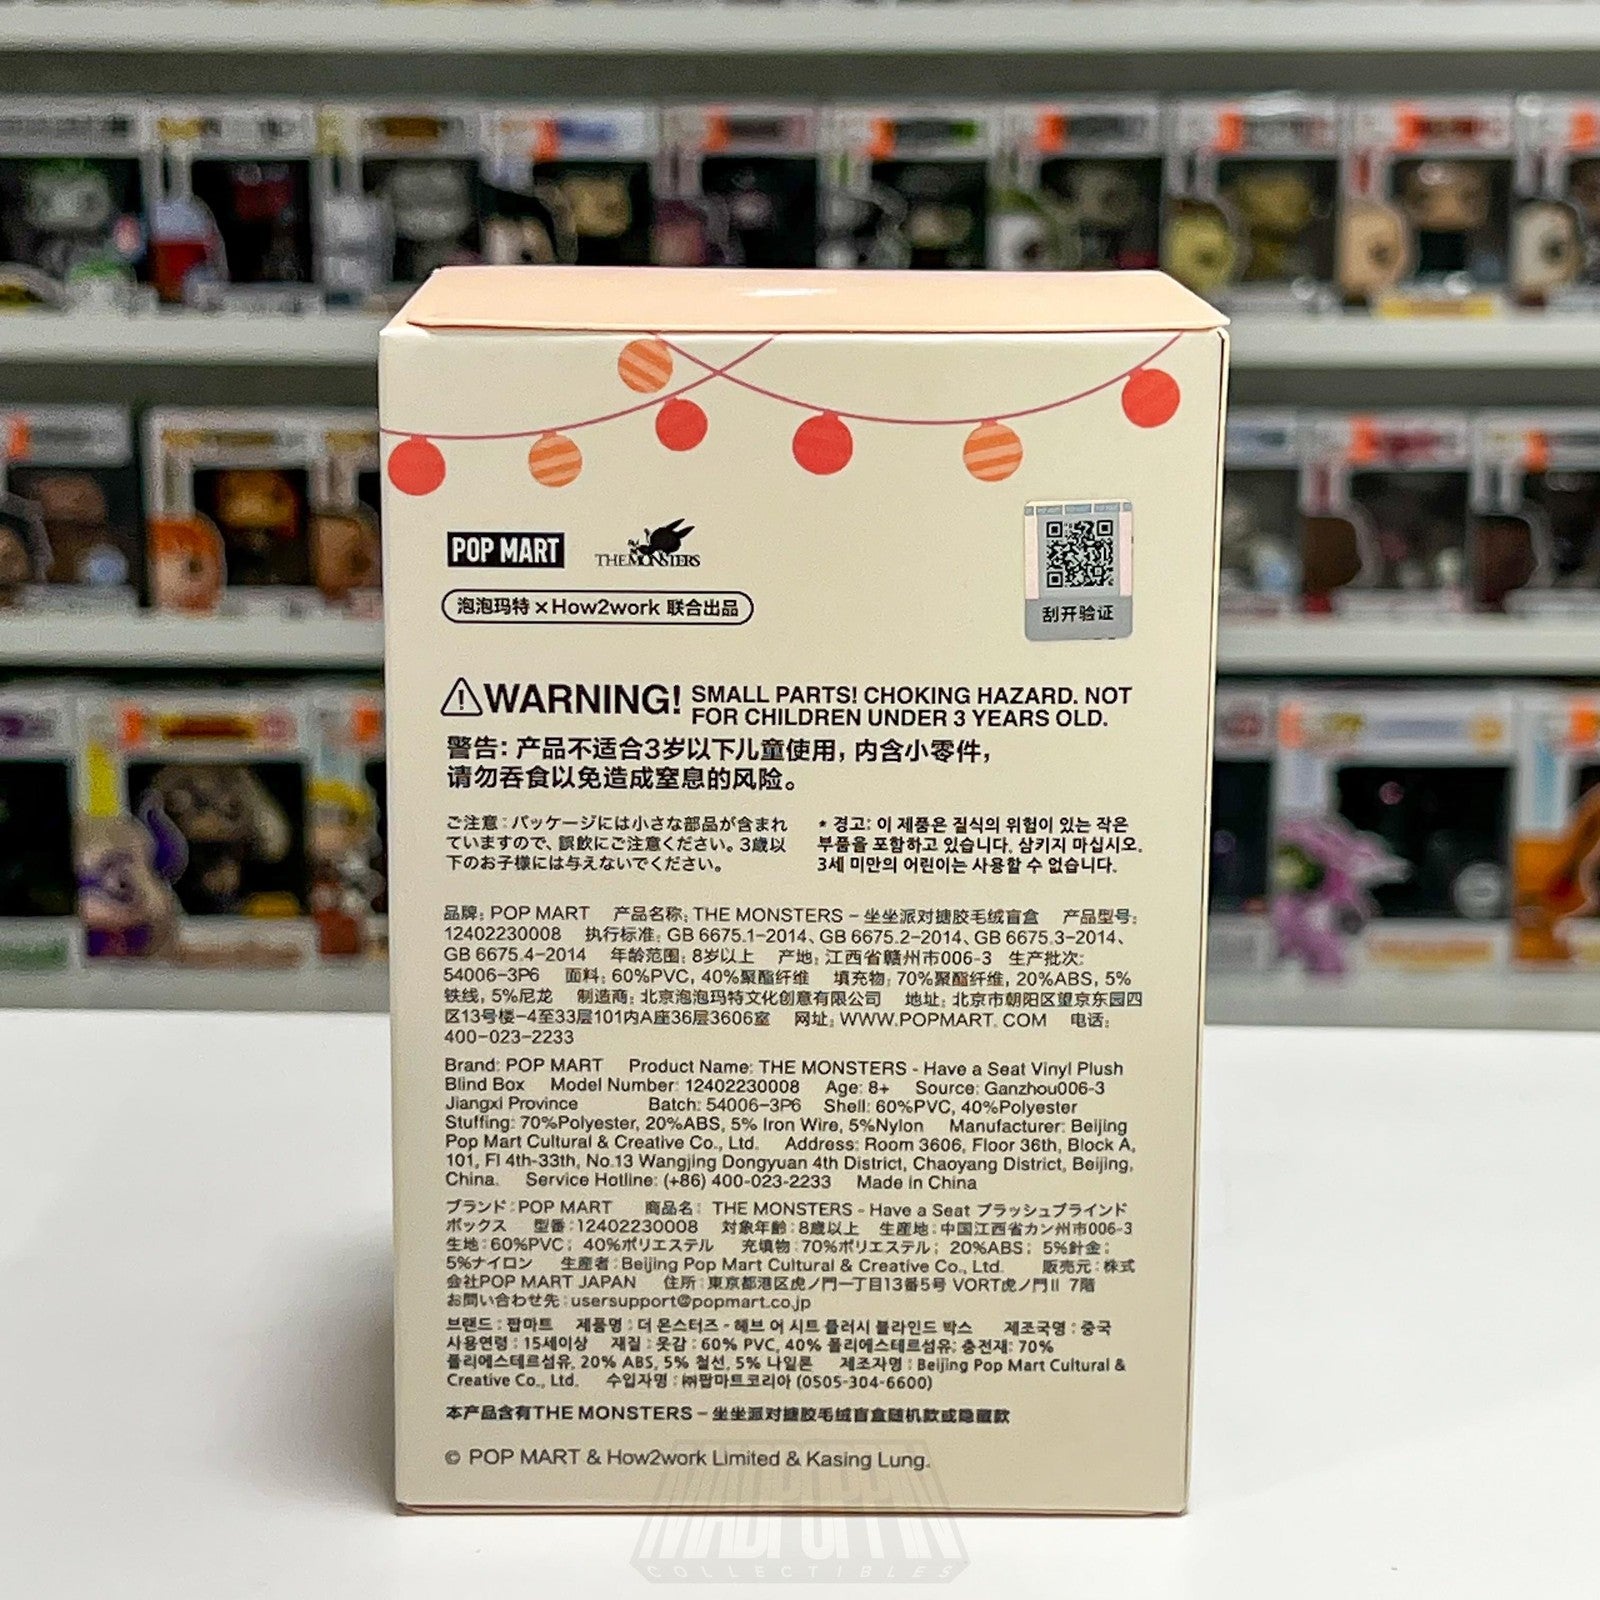 POP MART
THE MONSTERS
泡泡玛特 × How2work 联合出品
刮开验证
WARNING! SMALL PARTS! CHOKING HAZARD. NOT
FOR CHILDREN UNDER 3 YEARS OLD.
警告: 产品不适合3岁以下儿童使用, 内含小零件,
请勿吞食以免造成窒息的风险。
ご注意:パッケージには小さな部品が含まれ
ていますので、誤飲にご注意ください。3歳以
下のお子様には与えないでください。
* 경고: 이 제품은 질식의 위험이 있는 작은
부품을 포함하고 있습니다. 삼키지 마십시오.
3세 미만의 어린이는 사용할 수 없습니다.
品牌: POP MART 产品名称: THE MONSTERS – 坐坐派对搪胶毛绒盲盒 产品型号:
12402230008 执行标准: GB 6675.1-2014、GB 6675.2-2014、GB 6675.3-2014、
GB 6675.4-2014 年龄范围: 8岁以上 产地: 江西省赣州市006-3 生产批次:
54006-3P6 面料: 60%PVC, 40%聚酯纤维 填充物: 70%聚酯纤维, 20%ABS, 5%
铁线, 5%尼龙 制造商: 北京泡泡玛特文化创意有限公司 地址: 北京市朝阳区望京东园四
区13号楼-4至33层101内A座36层3606室 网址: WWW.POPMART.COM 电话:
400-023-2233
Brand: POP MART Product Name: THE MONSTERS - Have a Seat Vinyl Plush
Blind Box Model Number: 12402230008 Age: 8+ Source: Ganzhou006-3
Jiangxi Province Batch: 54006-3P6 Shell: 60%PVC, 40%Polyester
Stuffing: 70%Polyester, 20%ABS, 5% Iron Wire, 5%Nylon Manufacturer: Beijing
Pop Mart Cultural & Creative Co., Ltd. Address: Room 3606, Floor 36th, Block A,
101, Fl 4th-33th, No.13 Wangjing Dongyuan 4th District, Chaoyang District, Beijing,
China. Service Hotline: (+86) 400-023-2233 Made in China
ブランド:POP MART 商品名: THE MONSTERS - Have a Seat プラッシュブラインド
ボックス 型番:12402230008 対象年齢:8歳以上 生産地:中国江西省カン州市006-3
生地:60%PVC; 40%ポリエステル 充填物:70%ポリエステル; 20%ABS; 5%針金;
5%ナイロン 生産者:Beijing Pop Mart Cultural & Creative Co., Ltd. 販売元:株式
会社POP MART JAPAN 住所:東京都港区虎ノ門一丁目13番5号 VORT虎ノ門II 7階
お問い合わせ先:usersupport@popmart.co.jp
브랜드 : 팝마트 제품명 : 더 몬스터즈 - 해브 어 시트 플러시 블라인드 박스 제조국명 : 중국
사용연령 : 15세이상 재질 : 옷감 : 60% PVC, 40% 폴리에스테르섬유; 충전재: 70%
폴리에스테르섬유, 20% ABS, 5% 철선, 5% 나일론 제조자명 : Beijing Pop Mart Cultural &
Creative Co., Ltd. 수입자명 : ㈜팝마트코리아 (0505-304-6600)
本产品含有THE MONSTERS – 坐坐派对搪胶毛绒盲盒随机款或隐藏款
© POP MART & How2work Limited & Kasing Lung.
COLLECTIBLES